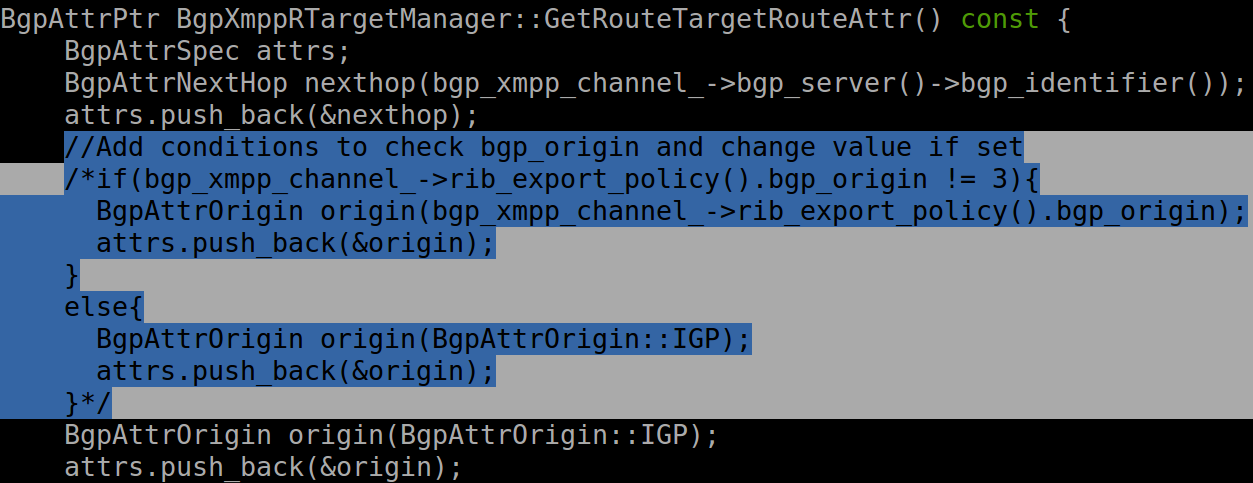 BgpAttrPtr BgpXmppRTargetManager::GetRouteTargetRouteAttr() const {
    BgpAttrSpec attrs;
    BgpAttrNextHop nexthop(bgp_xmpp_channel_->bgp_server()->bgp_identifier());
    attrs.push_back(&nexthop);
    //Add conditions to check bgp_origin and change value if set
    /*if(bgp_xmpp_channel_->rib_export_policy().bgp_origin != 3){
      BgpAttrOrigin origin(bgp_xmpp_channel_->rib_export_policy().bgp_origin);
      attrs.push_back(&origin);
    }
    else{
      BgpAttrOrigin origin(BgpAttrOrigin::IGP);
      attrs.push_back(&origin);
    }*/
    BgpAttrOrigin origin(BgpAttrOrigin::IGP);
    attrs.push_back(&origin);